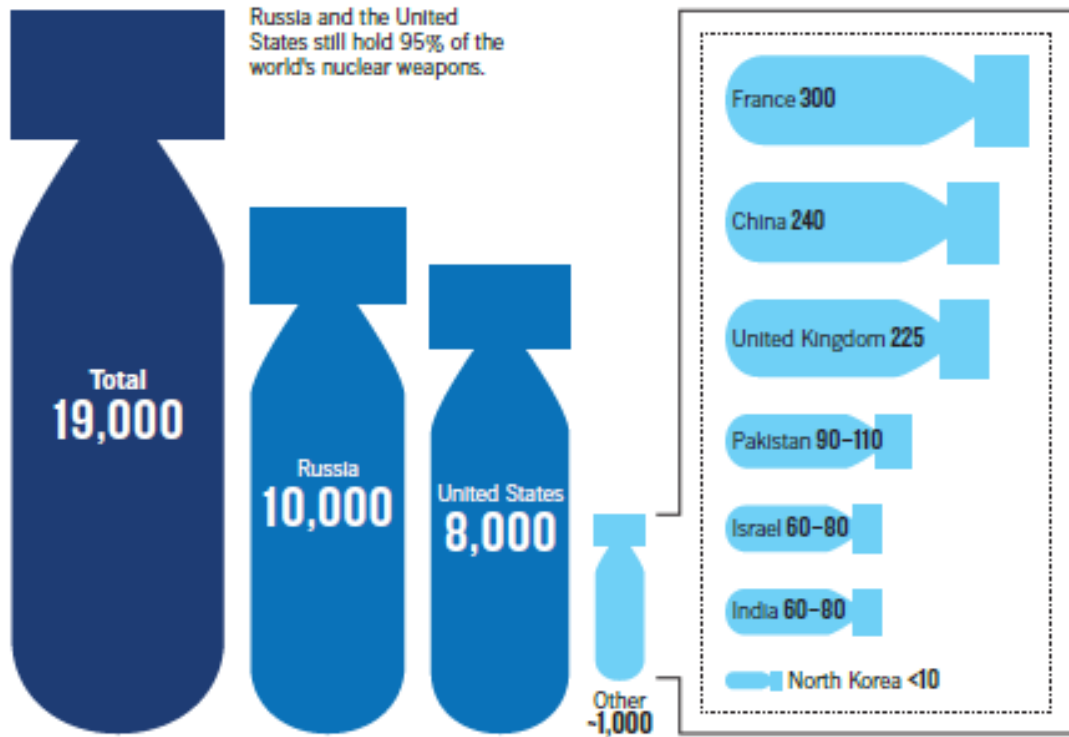 Russia and the United
States still hold 95% of the
world's nuclear weapons.
Total
19,000
Russia
10,000
United States
8,000
Other
~1,000
France 300
China 240
United Kingdom 225
Pakistan 90–110
Israel 60–80
India 60–80
North Korea <10